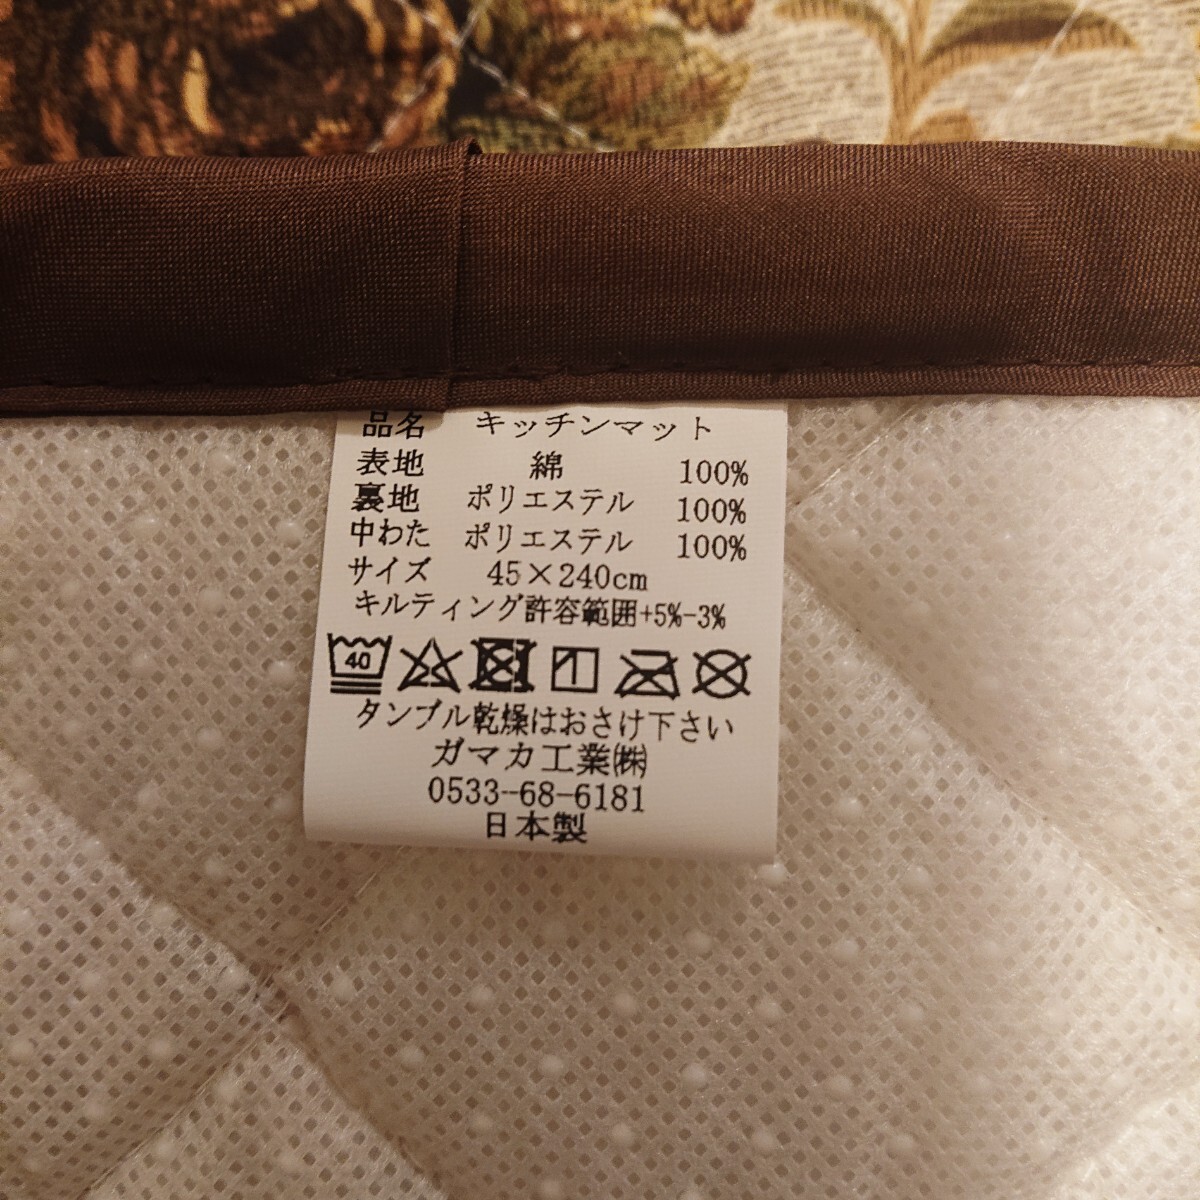 品名 キッチンマット
表地 綿 100%
裏地 ポリエステル 100%
中わた ポリエステル 100%
サイズ 45×240cm
キルティング許容範囲+5%-3%
40
タンブル乾燥はおさけ下さい
ガマカ工業㈱
0533-68-6181
日本製